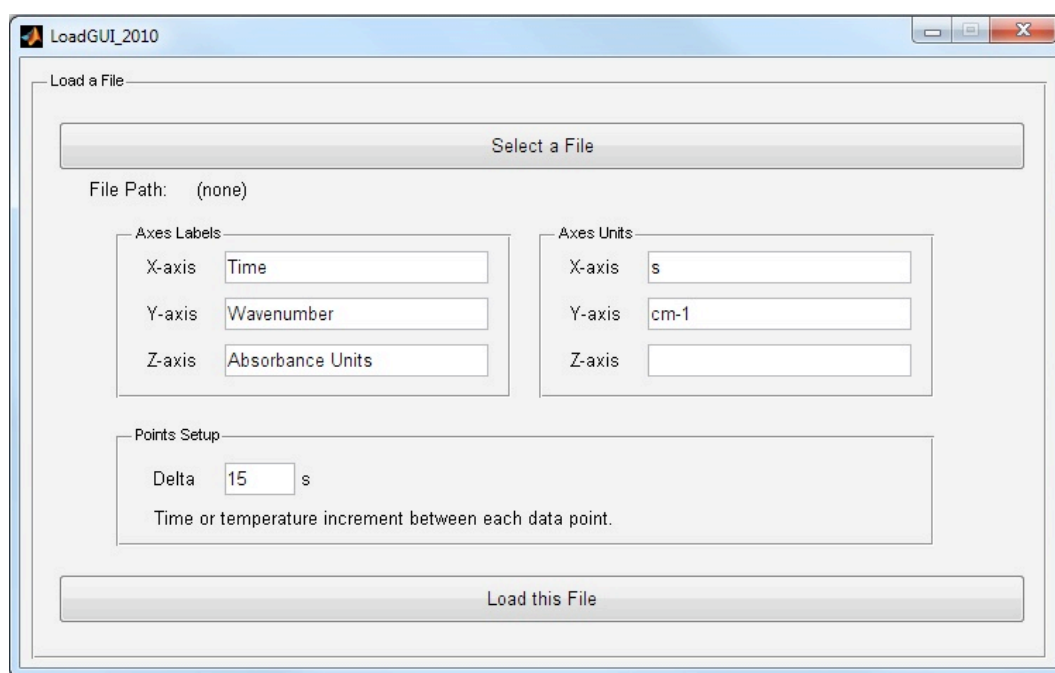 LoadGUI_2010
Load a File
Select a File
File Path: (none)
Axes Labels
X-axis Time
Y-axis Wavenumber
Z-axis Absorbance Units
Axes Units
X-axis s
Y-axis cm-1
Z-axis
Points Setup
Delta 15 s
Time or temperature increment between each data point.
Load this File